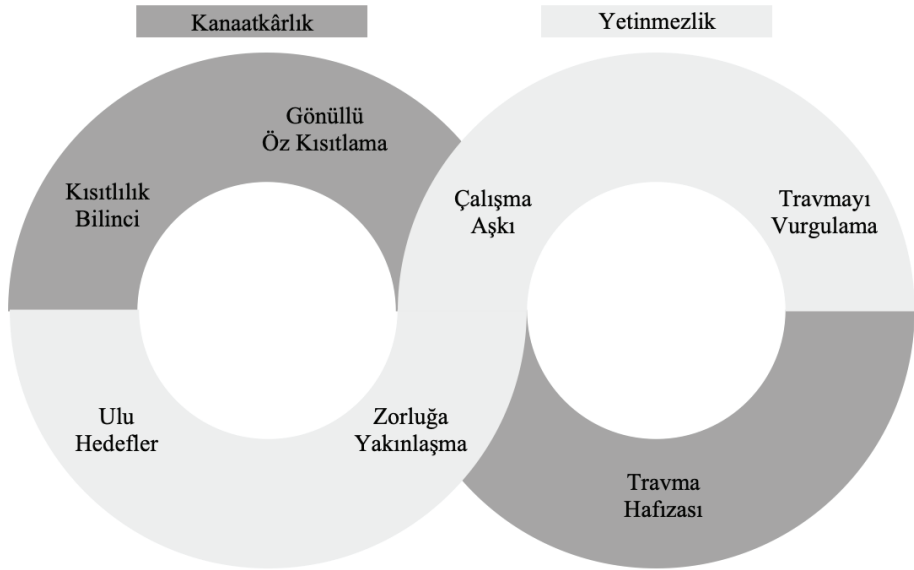 Kanaatkârlık
Yetinmezlik
Gönüllü
Öz Kısıtlama
Kısıtlılık
Bilinci
Çalışma
Aşkı
Travmayı
Vurgulama
Ulu
Hedefler
Zorluğa
Yakınlaşma
Travma
Hafızası